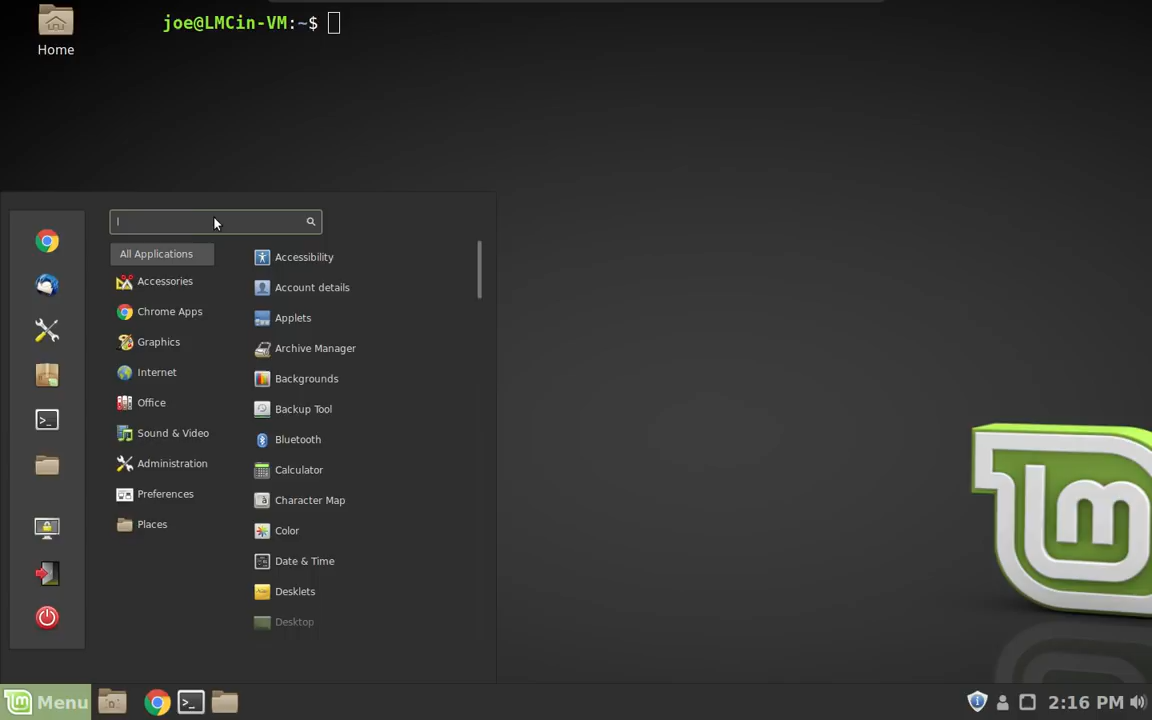 joe@LMCin-VM:~$
Home
All Applications
Accessories
Chrome Apps
Graphics
Internet
Office
Sound & Video
Administration
Preferences
Places
Accessibility
Account details
Applets
Archive Manager
Backgrounds
Backup Tool
Bluetooth
Calculator
Character Map
Color
Date & Time
Desklets
Desktop
Menu
2:16 PM